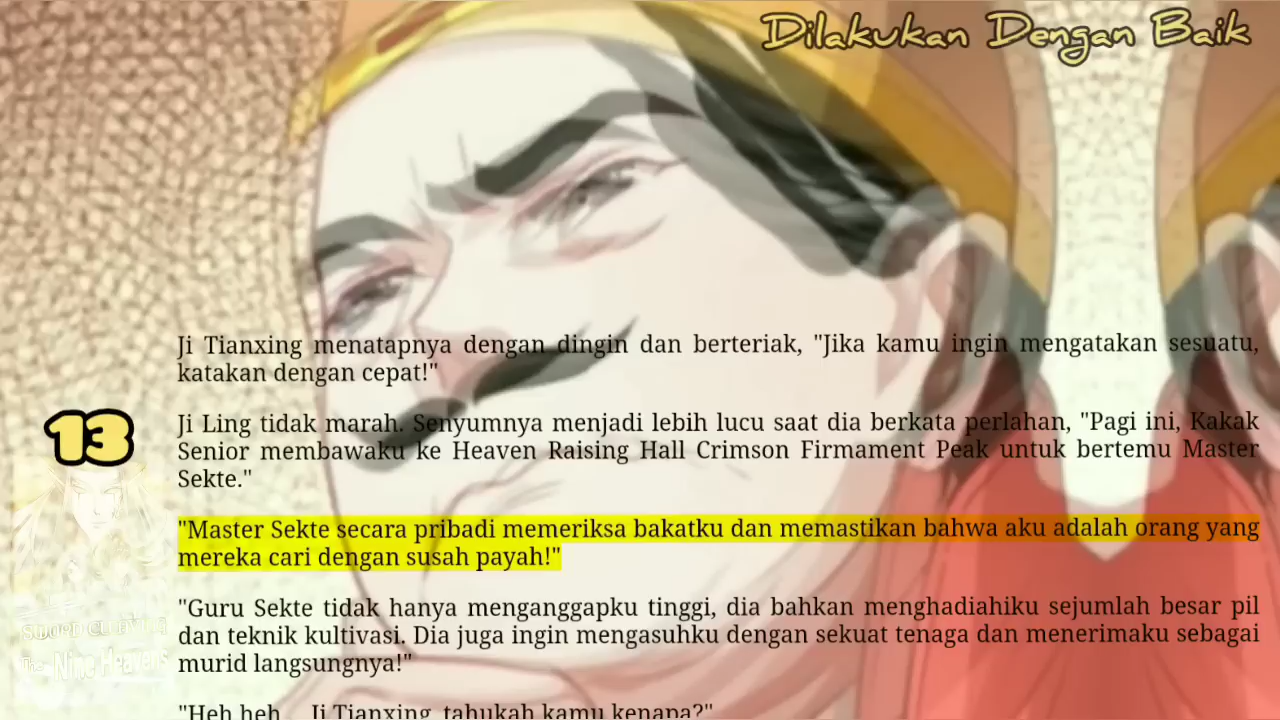 Dilakukan Dengan Baik
Ji Tianxing menatapnya dengan dingin dan berteriak, "Jika kamu ingin mengatakan sesuatu,
katakan dengan cepat!"
13
Ji Ling tidak marah. Senyumnya menjadi lebih lucu saat dia berkata perlahan, "Pagi ini, Kakak
Senior membawaku ke Heaven Raising Hall Crimson Firmament Peak untuk bertemu Master
Sekte."
"Master Sekte secara pribadi memeriksa bakatku dan memastikan bahwa aku adalah orang yang
mereka cari dengan susah payah!"
"Guru Sekte tidak hanya menganggapku tinggi, dia bahkan menghadiahiku sejumlah besar pil
dan teknik kultivasi. Dia juga ingin mengasuhku dengan sekuat tenaga dan menerimaku sebagai
murid langsungnya!"
The Nine Heavens
"Heh heh... Ji Tianxing, tahukah kamu kenapa?"